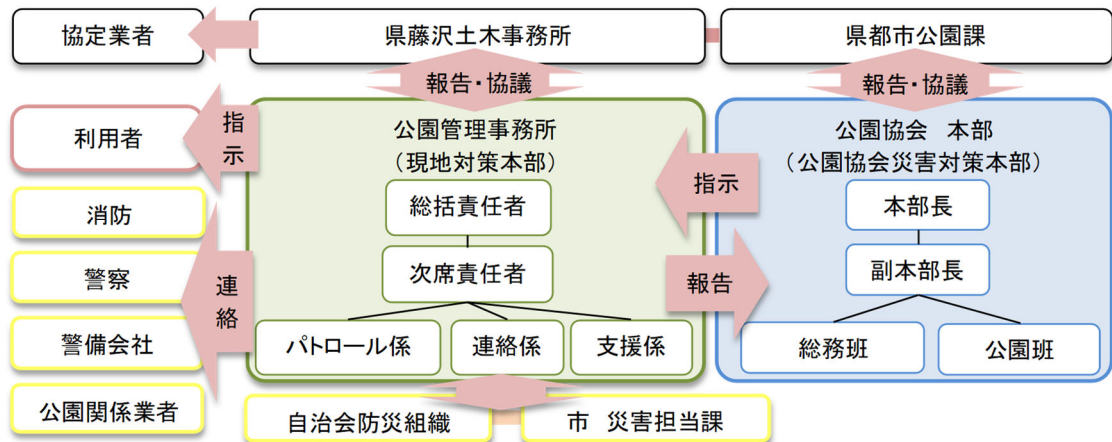 協定業者
県藤沢土木事務所
県都市公園課
報告・協議
報告・協議
利用者
指示
公園管理事務所
（現地対策本部）
公園協会 本部
（公園協会災害対策本部）
指示
総括責任者
本部長
消防
次席責任者
報告
副本部長
警察
連絡
警備会社
パトロール係
連絡係
支援係
総務班
公園班
公園関係業者
自治会防災組織
市 災害担当課